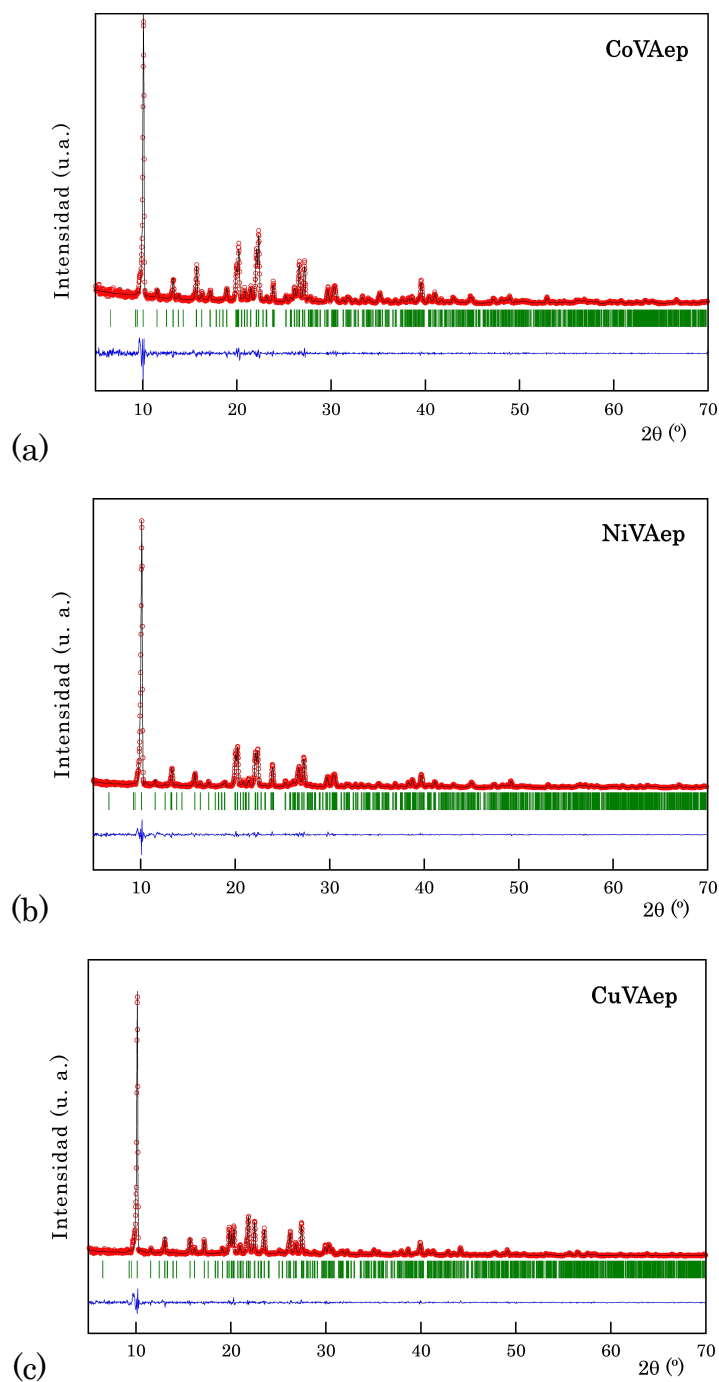 CoVAep
Intensidad (u.a.)
10 20 30 40 50 60 70
2θ (º)
(a)
NiVAep
Intensidad (u. a.)
10 20 30 40 50 60 70
2θ (º)
(b)
CuVAep
Intensidad (u. a.)
10 20 30 40 50 60 70
2θ (º)
(c)